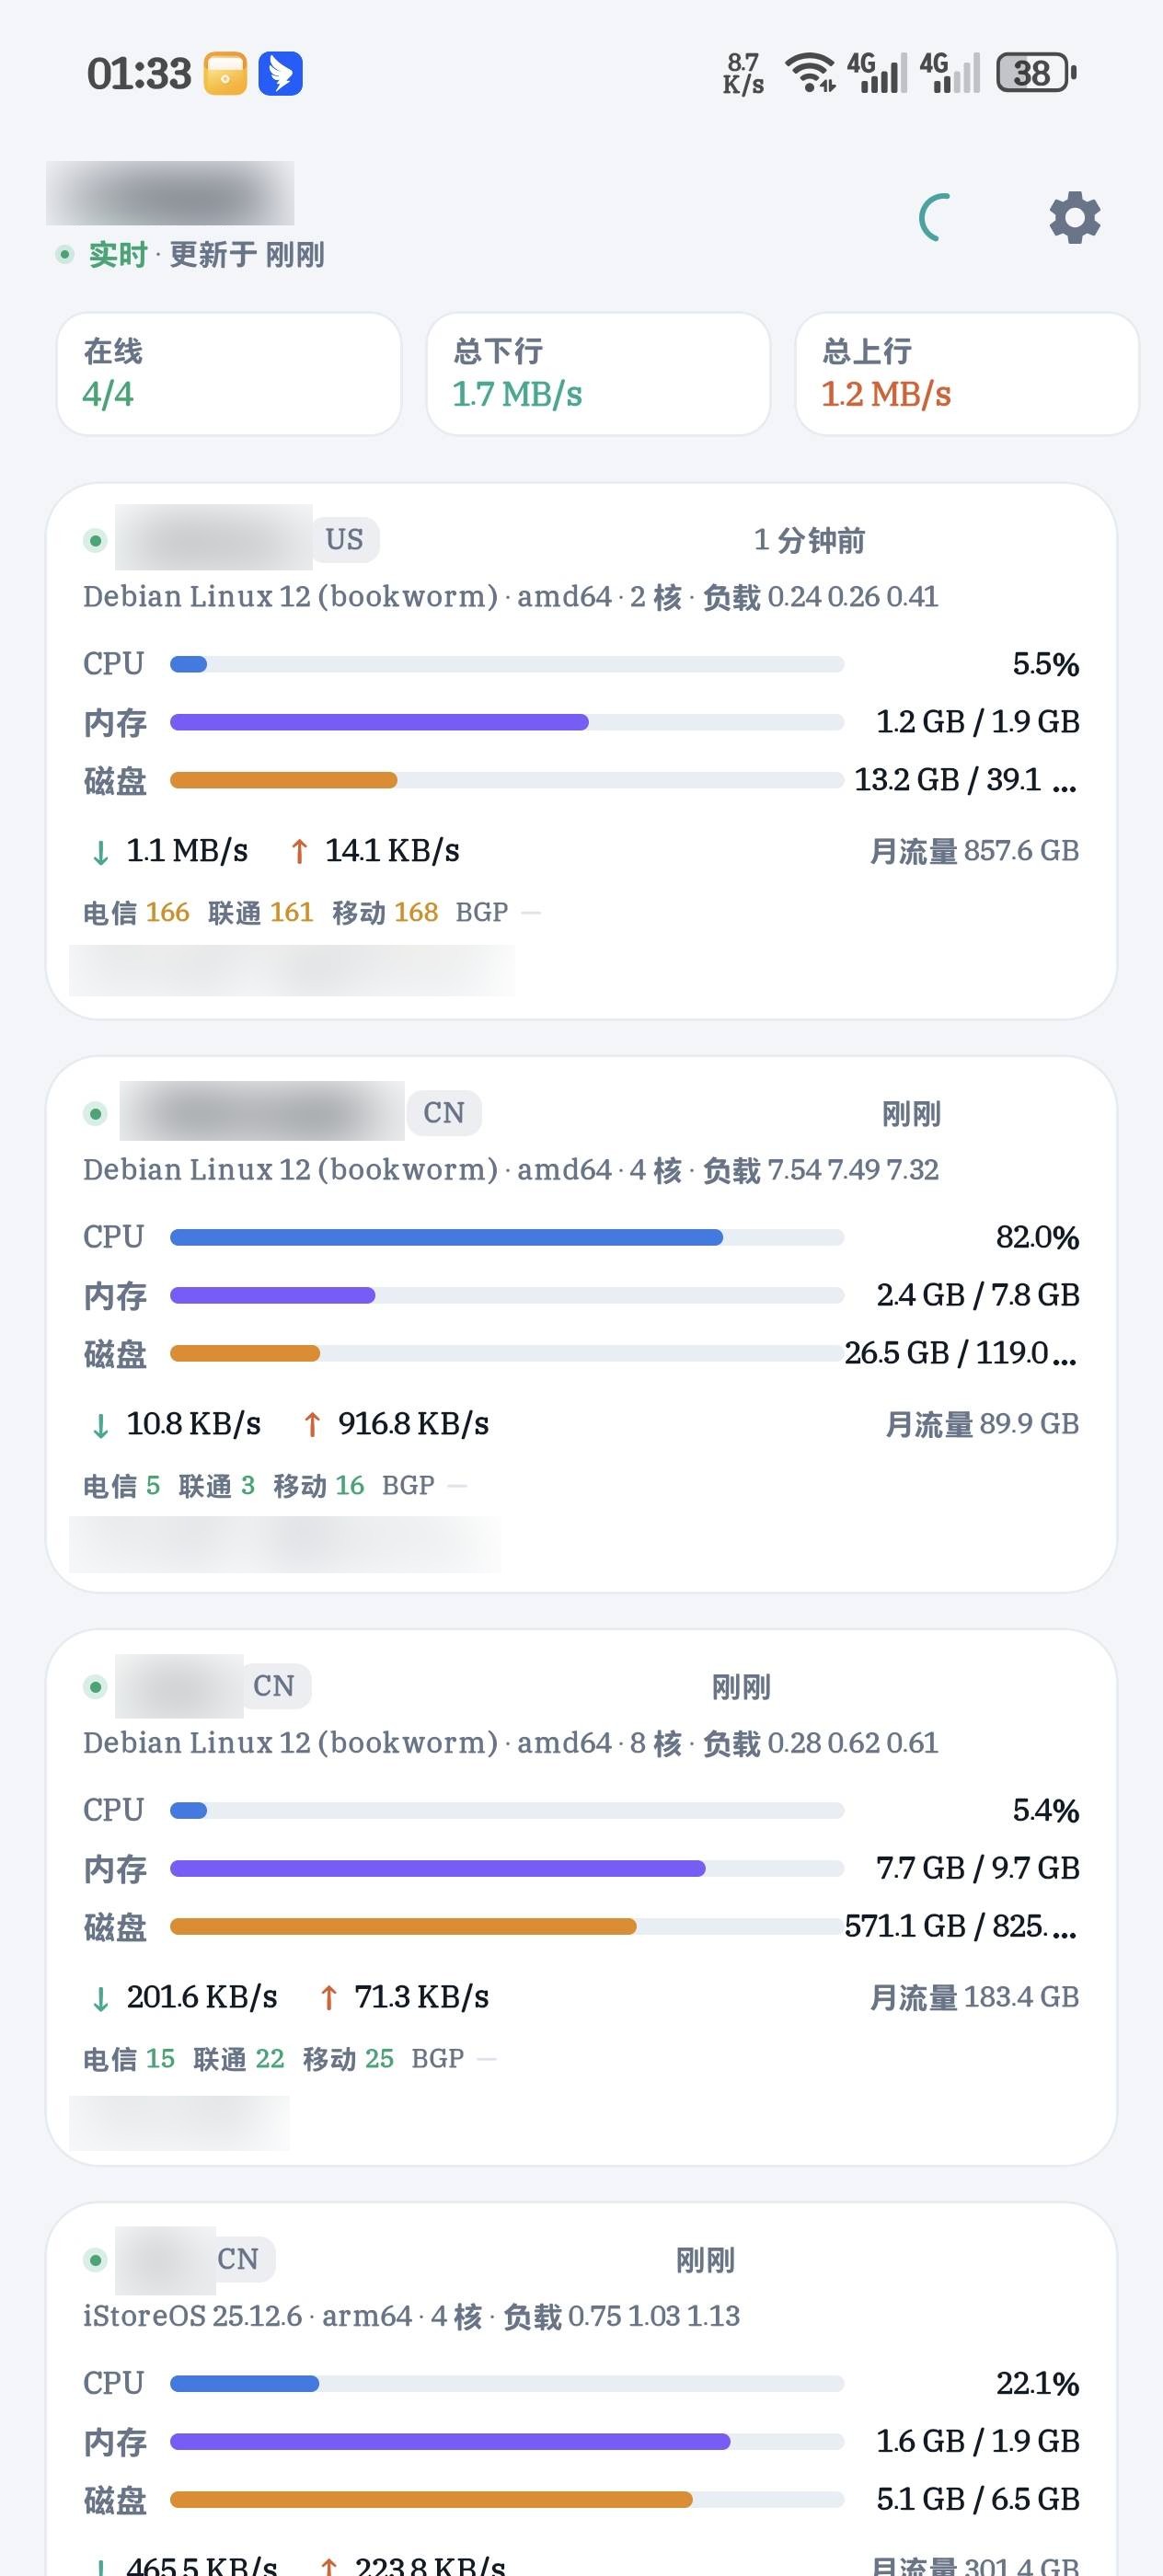 01:33 8.7 K/s 4G 4G 38
实时 · 更新于 刚刚
在线 总下行 总上行
4/4 1.7 MB/s 1.2 MB/s
US 1 分钟前
Debian Linux 12 (bookworm) · amd64 · 2 核 · 负载 0.24 0.26 0.41
CPU 5.5%
内存 1.2 GB / 1.9 GB
磁盘 13.2 GB / 39.1 ...
↓ 1.1 MB/s ↑ 14.1 KB/s 月流量 857.6 GB
电信 166 联通 161 移动 168 BGP —
CN 刚刚
Debian Linux 12 (bookworm) · amd64 · 4 核 · 负载 7.54 7.49 7.32
CPU 82.0%
内存 2.4 GB / 7.8 GB
磁盘 26.5 GB / 119.0...
↓ 10.8 KB/s ↑ 916.8 KB/s 月流量 89.9 GB
电信 5 联通 3 移动 16 BGP —
CN 刚刚
Debian Linux 12 (bookworm) · amd64 · 8 核 · 负载 0.28 0.62 0.61
CPU 5.4%
内存 7.7 GB / 9.7 GB
磁盘 571.1 GB / 825....
↓ 201.6 KB/s ↑ 71.3 KB/s 月流量 183.4 GB
电信 15 联通 22 移动 25 BGP —
CN 刚刚
iStoreOS 25.12.6 · arm64 · 4 核 · 负载 0.75 1.03 1.13
CPU 22.1%
内存 1.6 GB / 1.9 GB
磁盘 5.1 GB / 6.5 GB
↓ 465.5 KB/s ↑ 223.8 KB/s 月流量 301.4 GB